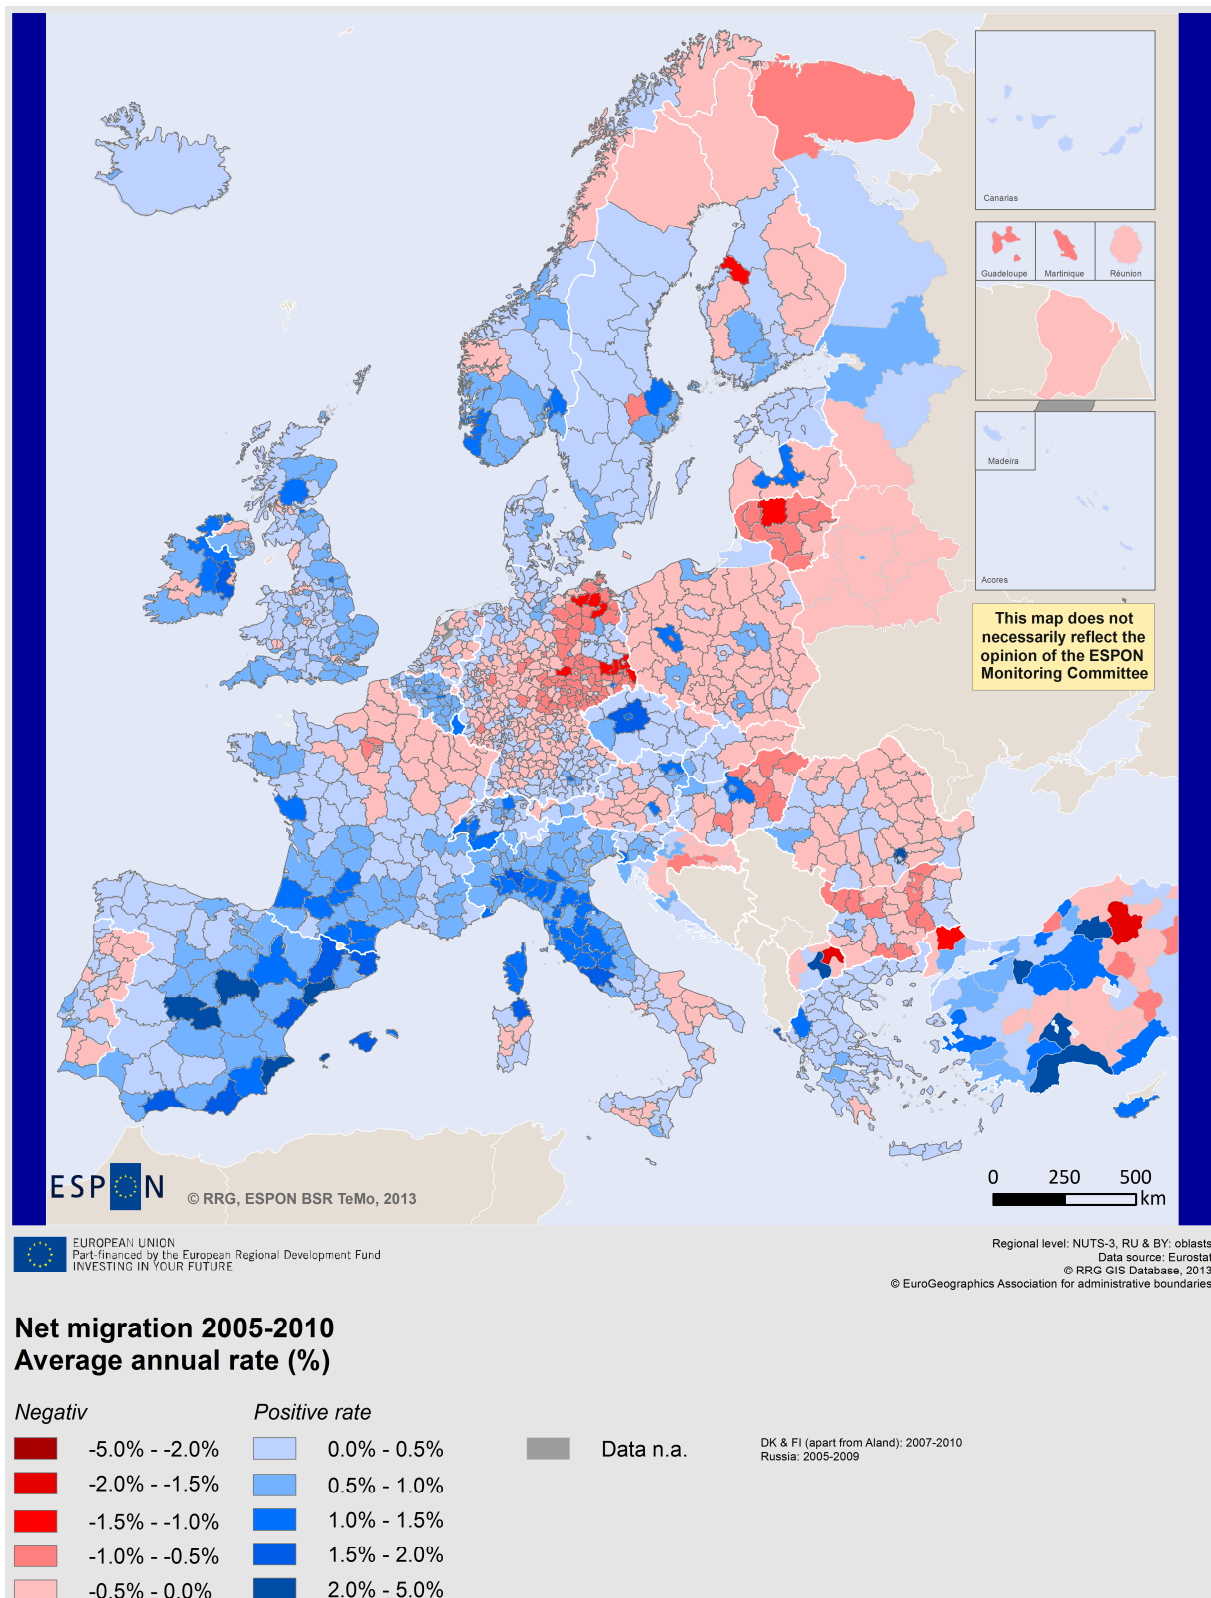 Canarias
Guadeloupe
Martinique
Réunion
Madeira
Acores
This map does not
necessarily reflect the
opinion of the ESPON
Monitoring Committee
ESPON
© RRG, ESPON BSR TeMo, 2013
0 250 500
km
EUROPEAN UNION
Part-financed by the European Regional Development Fund
INVESTING IN YOUR FUTURE
Regional level: NUTS-3, RU & BY: oblasts
Data source: Eurostat
© RRG GIS Database, 2013
© EuroGeographics Association for administrative boundaries
Net migration 2005-2010
Average annual rate (%)
Negativ
-5.0% - -2.0%
-2.0% - -1.5%
-1.5% - -1.0%
-1.0% - -0.5%
-0.5% - 0.0%
Positive rate
0.0% - 0.5%
0.5% - 1.0%
1.0% - 1.5%
1.5% - 2.0%
2.0% - 5.0%
Data n.a.
DK & FI (apart from Aland): 2007-2010
Russia: 2005-2009